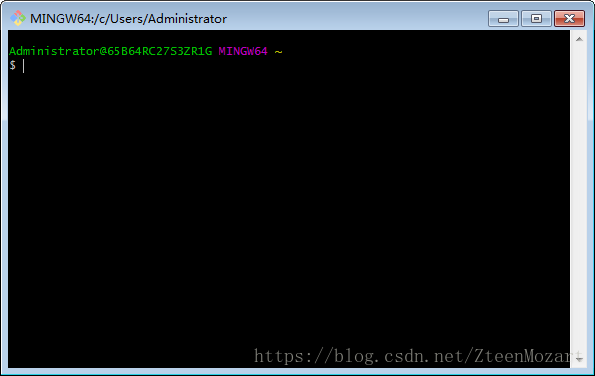 MINGW64:/c/Users/Administrator
Administrator@65B64RC27S3ZR1G MINGW64 ~
$
https://blog.csdn.net/ZteenMozart